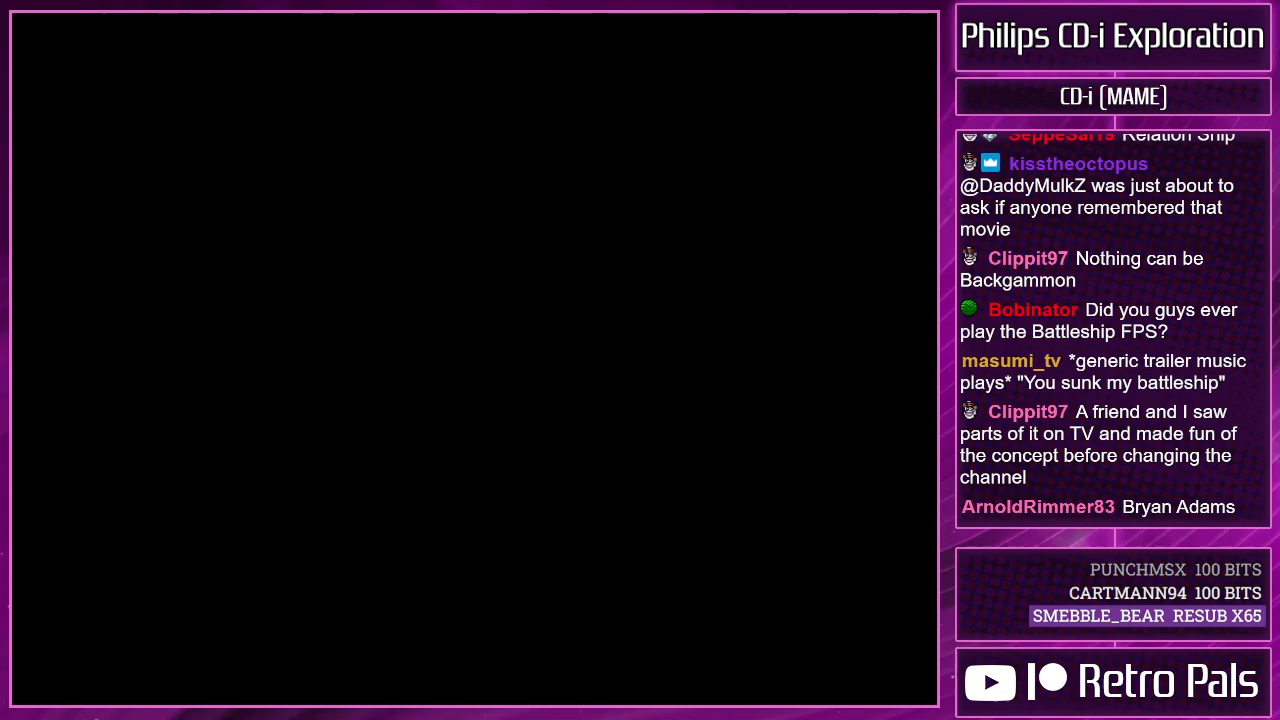 Philips CD-i Exploration
CD-i (MAME)
SeppeSal19 Relation Ship
kisstheoctopus
@DaddyMulkZ was just about to
ask if anyone remembered that
movie
Clippit97 Nothing can be
Backgammon
Bobinator Did you guys ever
play the Battleship FPS?
masumi_tv *generic trailer music
plays* "You sunk my battleship"
Clippit97 A friend and I saw
parts of it on TV and made fun of
the concept before changing the
channel
ArnoldRimmer83 Bryan Adams
PUNCHMSX 100 BITS
CARTMANN94 100 BITS
SMEBBLE_BEAR RESUB X65
Retro Pals